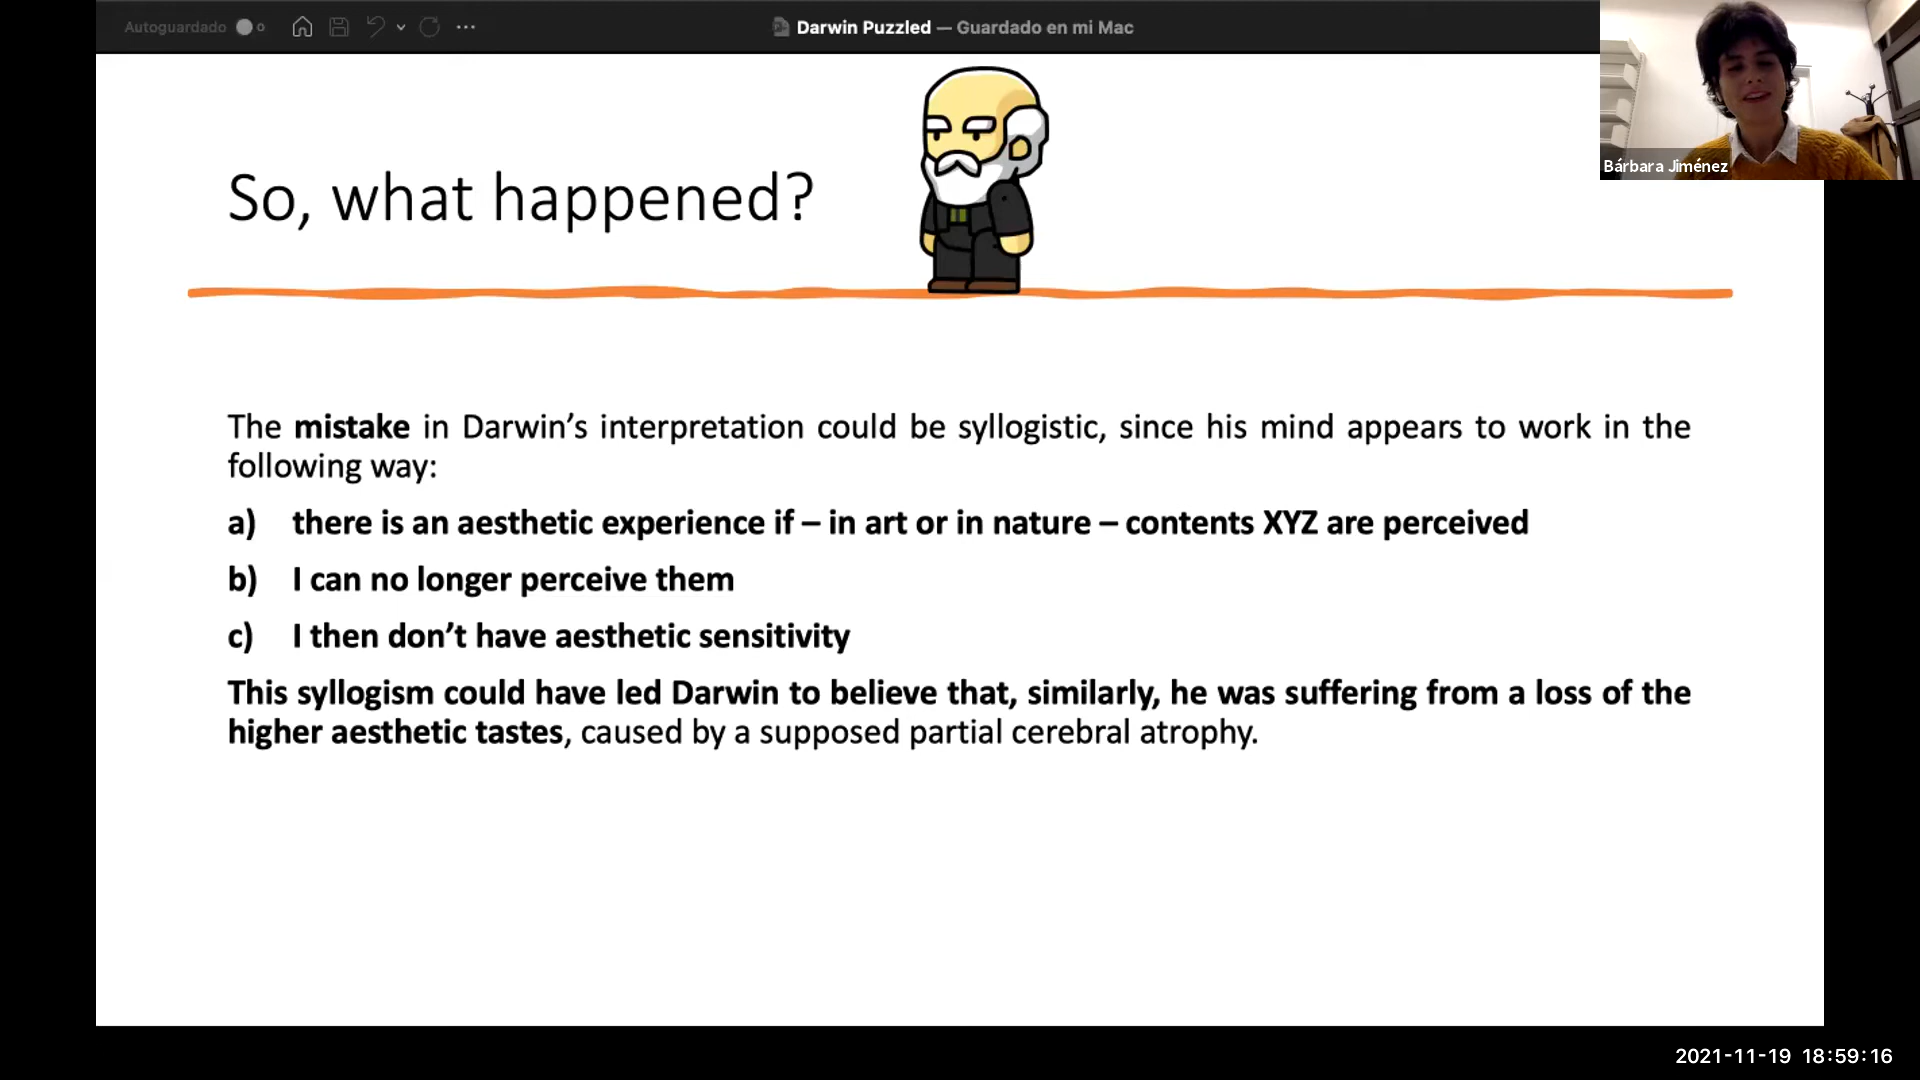 Autoguardado
Darwin Puzzled — Guardado en mi Mac
Bárbara Jiménez
So, what happened?
The mistake in Darwin’s interpretation could be syllogistic, since his mind appears to work in the
following way:
a) there is an aesthetic experience if – in art or in nature – contents XYZ are perceived
b) I can no longer perceive them
c) I then don’t have aesthetic sensitivity
This syllogism could have led Darwin to believe that, similarly, he was suffering from a loss of the
higher aesthetic tastes, caused by a supposed partial cerebral atrophy.
2021-11-19 18:59:16